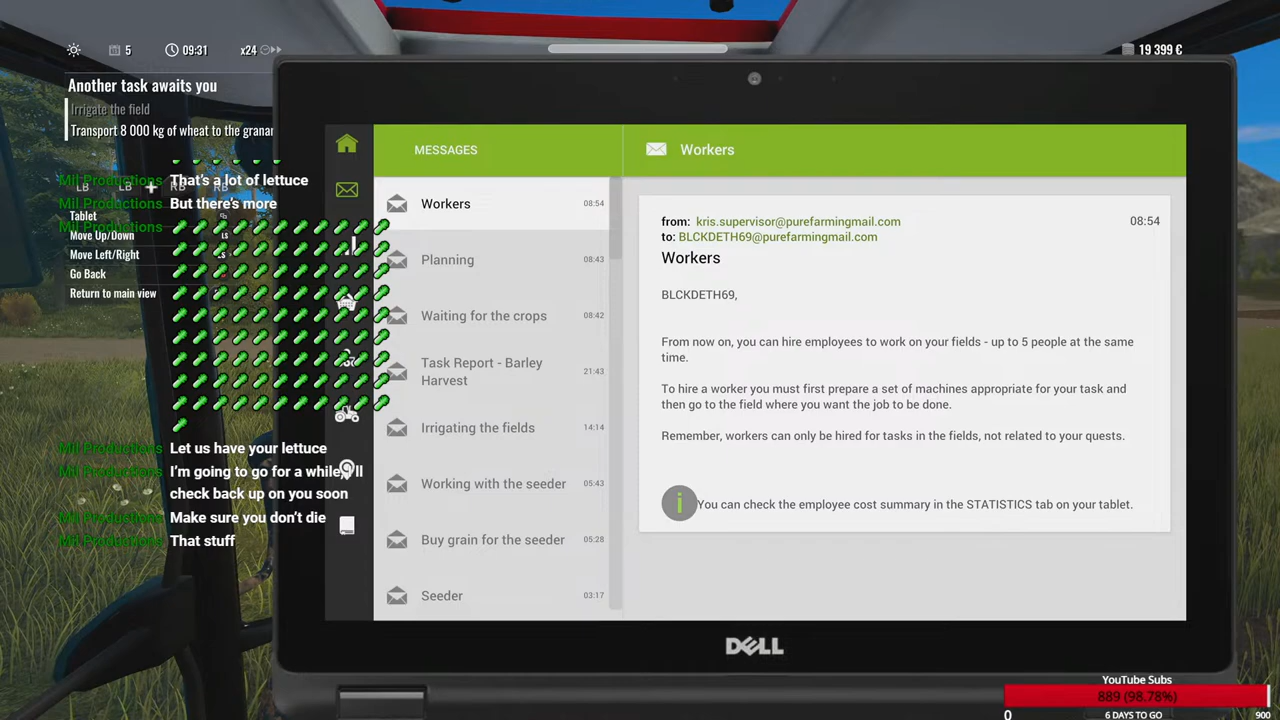 5
09:31
x24
19 399 €
Another task awaits you
Irrigate the field
Transport 8 000 kg of wheat to the granar
Mil Productions That's a lot of lettuce
LB LB + RB RB
Mil Productions But there's more
Tablet
Mil Productions
Move Up/Down LS
Move Left/Right LS
Go Back
Return to main view
Mil Productions Let us have your lettuce
Mil Productions I'm going to go for a while, I'll
check back up on you soon
Mil Productions Make sure you don't die
Mil Productions That stuff
MESSAGES
Workers 08:54
Planning 08:43
Waiting for the crops 08:42
Task Report - Barley
Harvest 21:43
Irrigating the fields 14:14
Working with the seeder 05:43
Buy grain for the seeder 05:28
Seeder 03:17
Workers
from: kris.supervisor@purefarmingmail.com 08:54
to: BLCKDETH69@purefarmingmail.com
Workers
BLCKDETH69,
From now on, you can hire employees to work on your fields - up to 5 people at the same
time.
To hire a worker you must first prepare a set of machines appropriate for your task and
then go to the field where you want the job to be done.
Remember, workers can only be hired for tasks in the fields, not related to your quests.
i You can check the employee cost summary in the STATISTICS tab on your tablet.
DELL
YouTube Subs
889 (98.78%)
0 6 DAYS TO GO 900